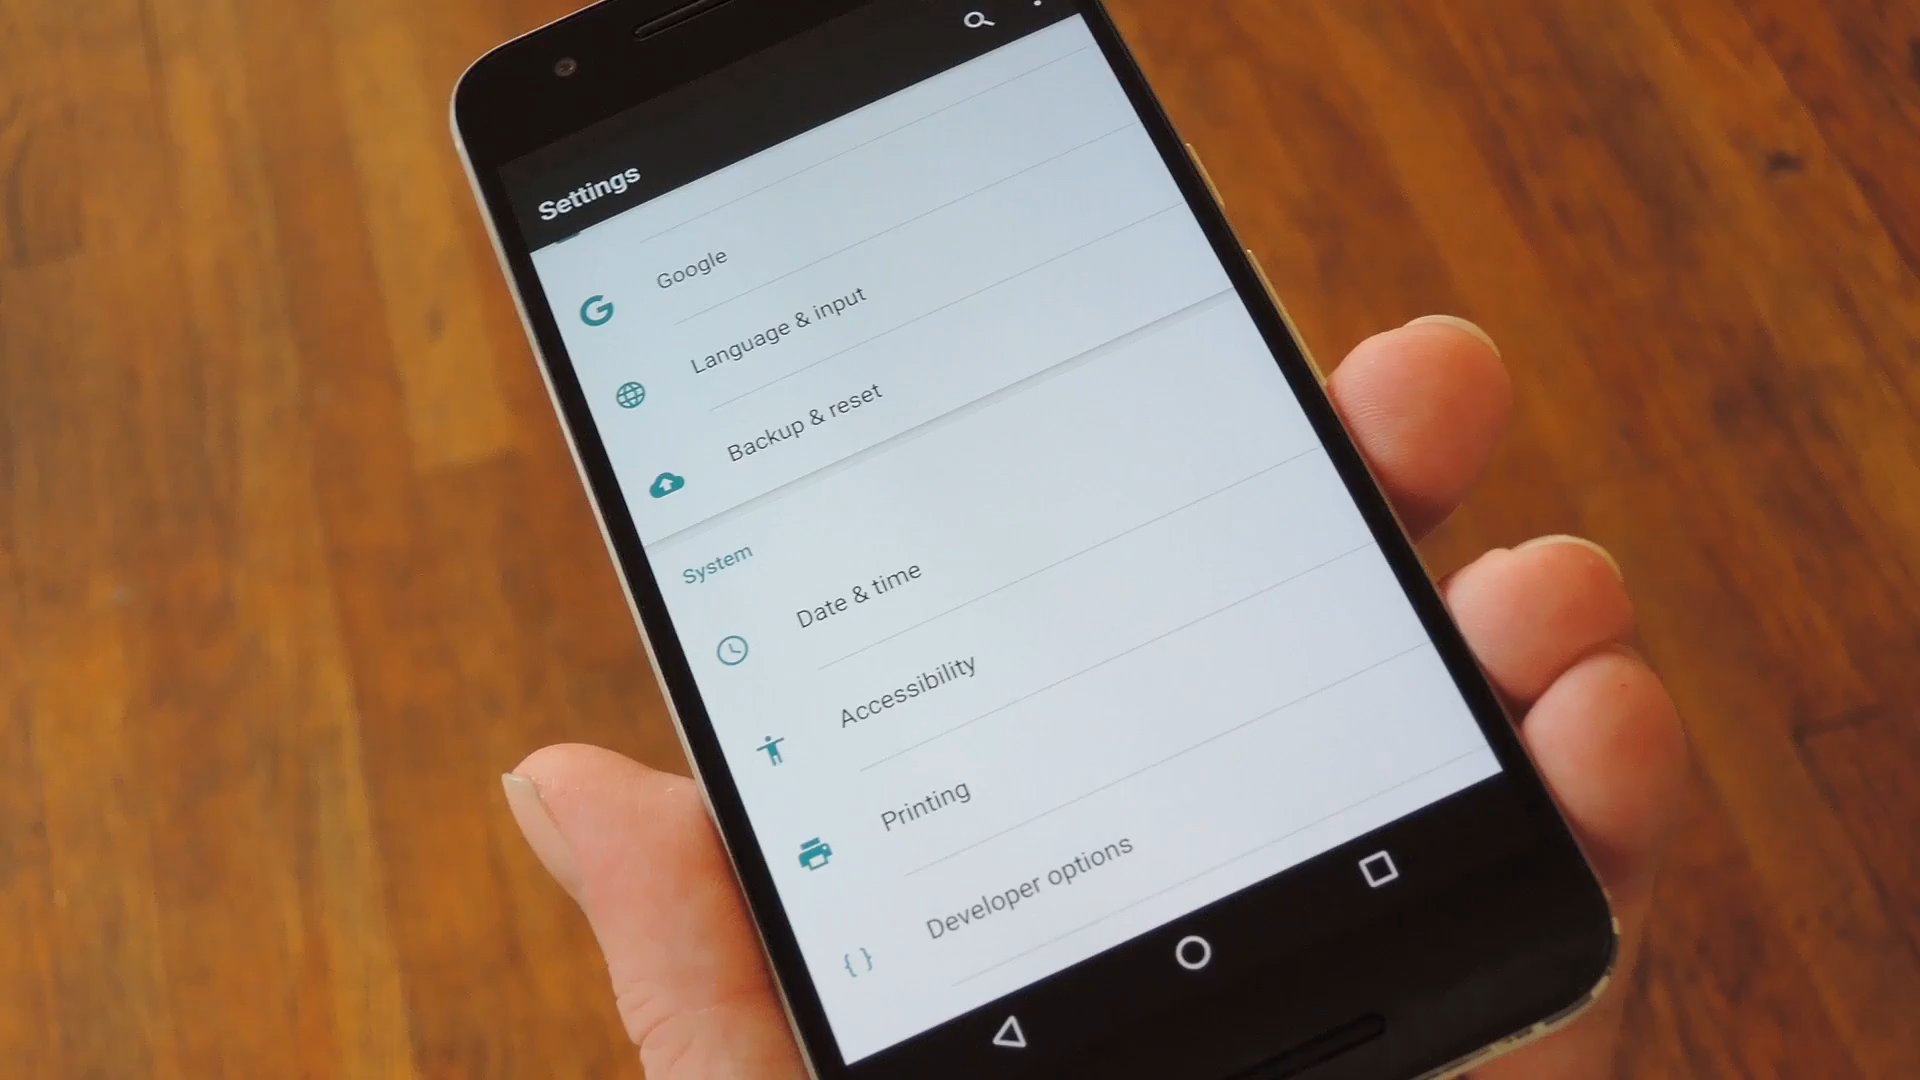 Settings
Google
Language & input
Backup & reset
System
Date & time
Accessibility
Printing
Developer options